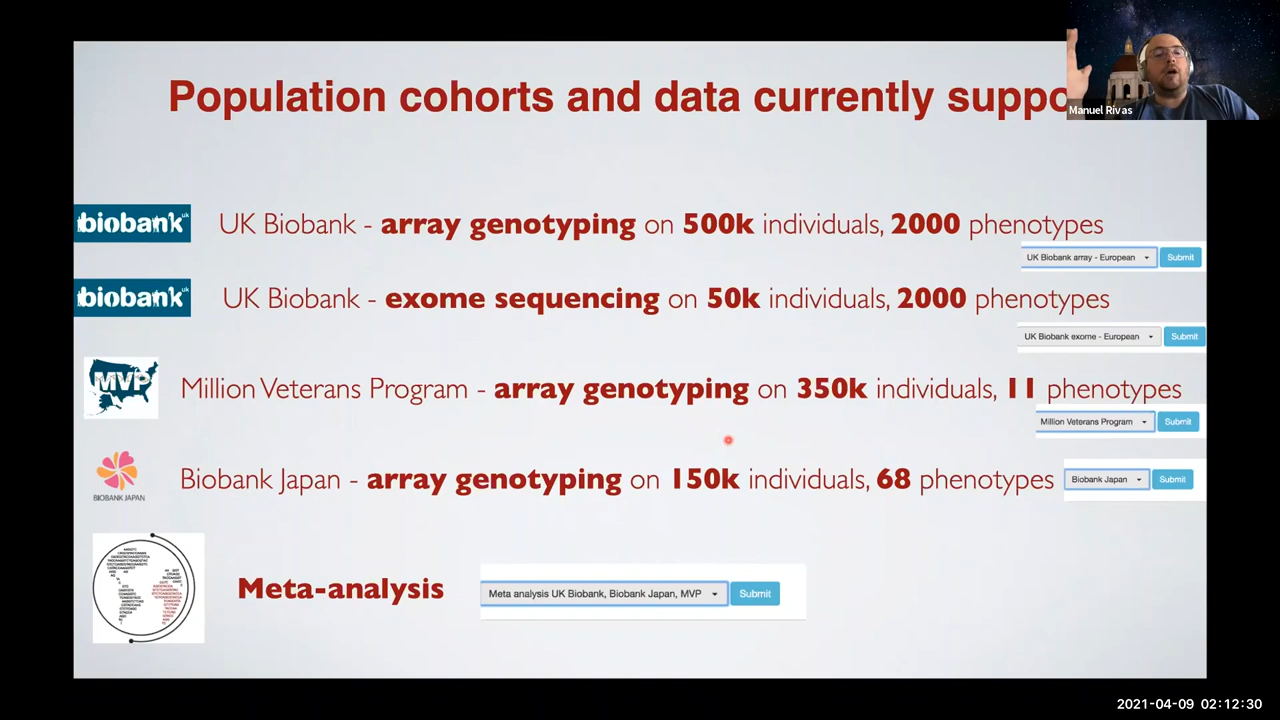 Population cohorts and data currently suppo
Manuel Rivas
biobank uk
UK Biobank - array genotyping on 500k individuals, 2000 phenotypes
UK Biobank array - European
Submit
biobank uk
UK Biobank - exome sequencing on 50k individuals, 2000 phenotypes
UK Biobank exome - European
Submit
MVP
Million Veterans Program - array genotyping on 350k individuals, 11 phenotypes
Million Veterans Program
Submit
BIOBANK JAPAN
Biobank Japan - array genotyping on 150k individuals, 68 phenotypes
Biobank Japan
Submit
Meta-analysis
Meta analysis UK Biobank, Biobank Japan, MVP
Submit
2021-04-09 02:12:30